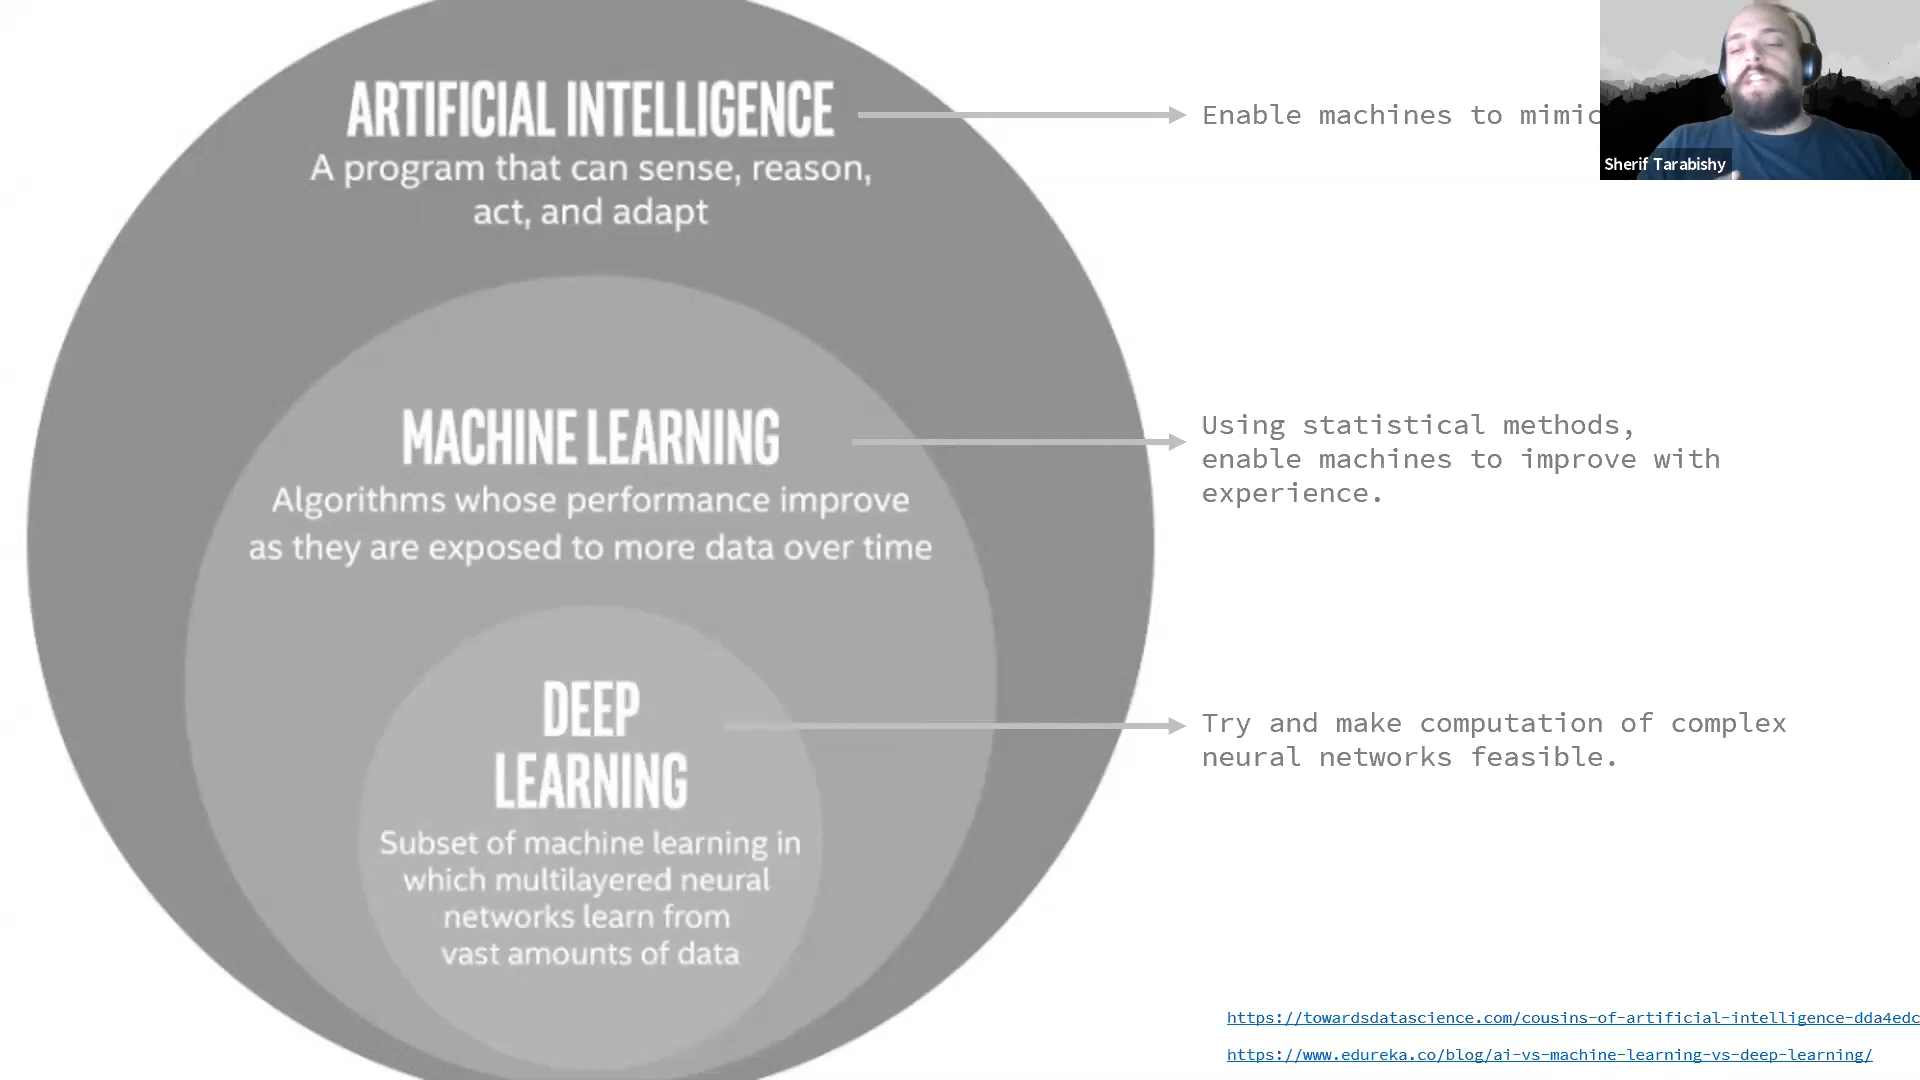 ARTIFICIAL INTELLIGENCE
A program that can sense, reason,
act, and adapt
Enable machines to mimic
Sherif Tarabishy
MACHINE LEARNING
Algorithms whose performance improve
as they are exposed to more data over time
Using statistical methods,
enable machines to improve with
experience.
DEEP
LEARNING
Subset of machine learning in
which multilayered neural
networks learn from
vast amounts of data
Try and make computation of complex
neural networks feasible.
https://towardsdatascience.com/cousins-of-artificial-intelligence-dda4edc
https://www.edureka.co/blog/ai-vs-machine-learning-vs-deep-learning/